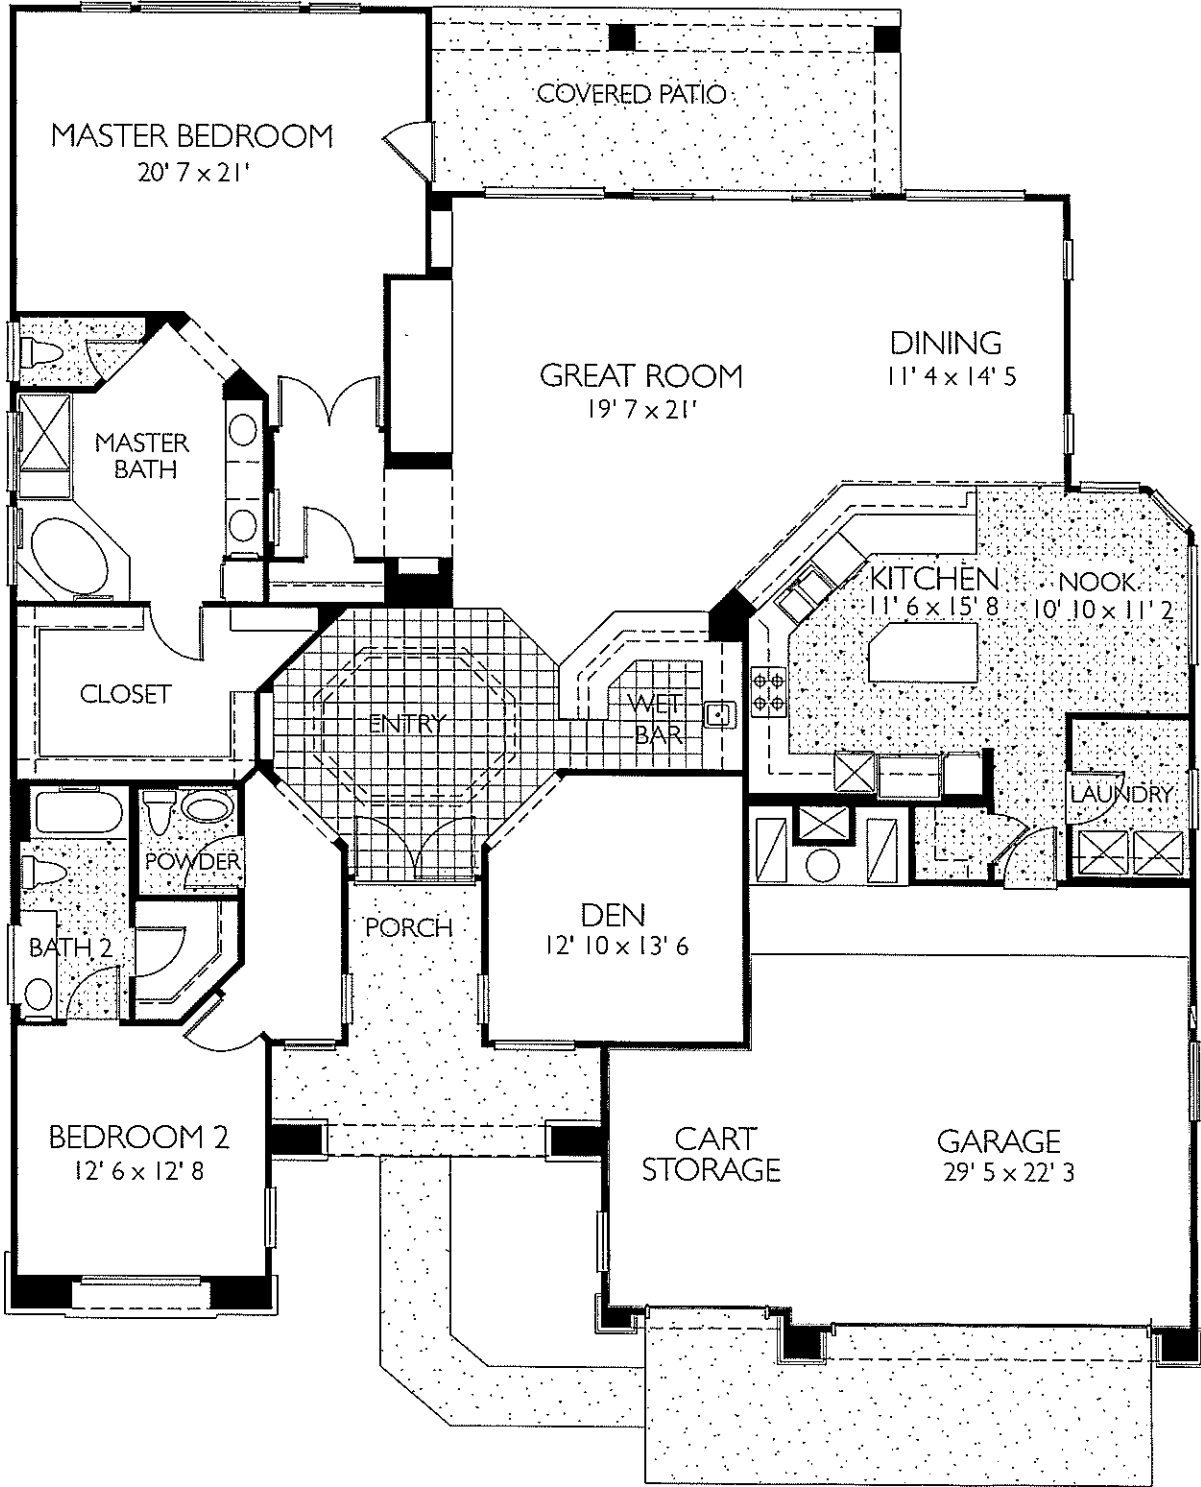 COVERED PATIO
MASTER BEDROOM
20' 7 x 21'
DINING
11' 4 x 14' 5
GREAT ROOM
19' 7 x 21'
MASTER
BATH
KITCHEN
11' 6 x 15' 8
NOOK
10' 10 x 11' 2
CLOSET
ENTRY
WET
BAR
LAUNDRY
POWDER
PORCH
DEN
12' 10 x 13' 6
BATH 2
BEDROOM 2
12' 6 x 12' 8
CART
STORAGE
GARAGE
29' 5 x 22' 3